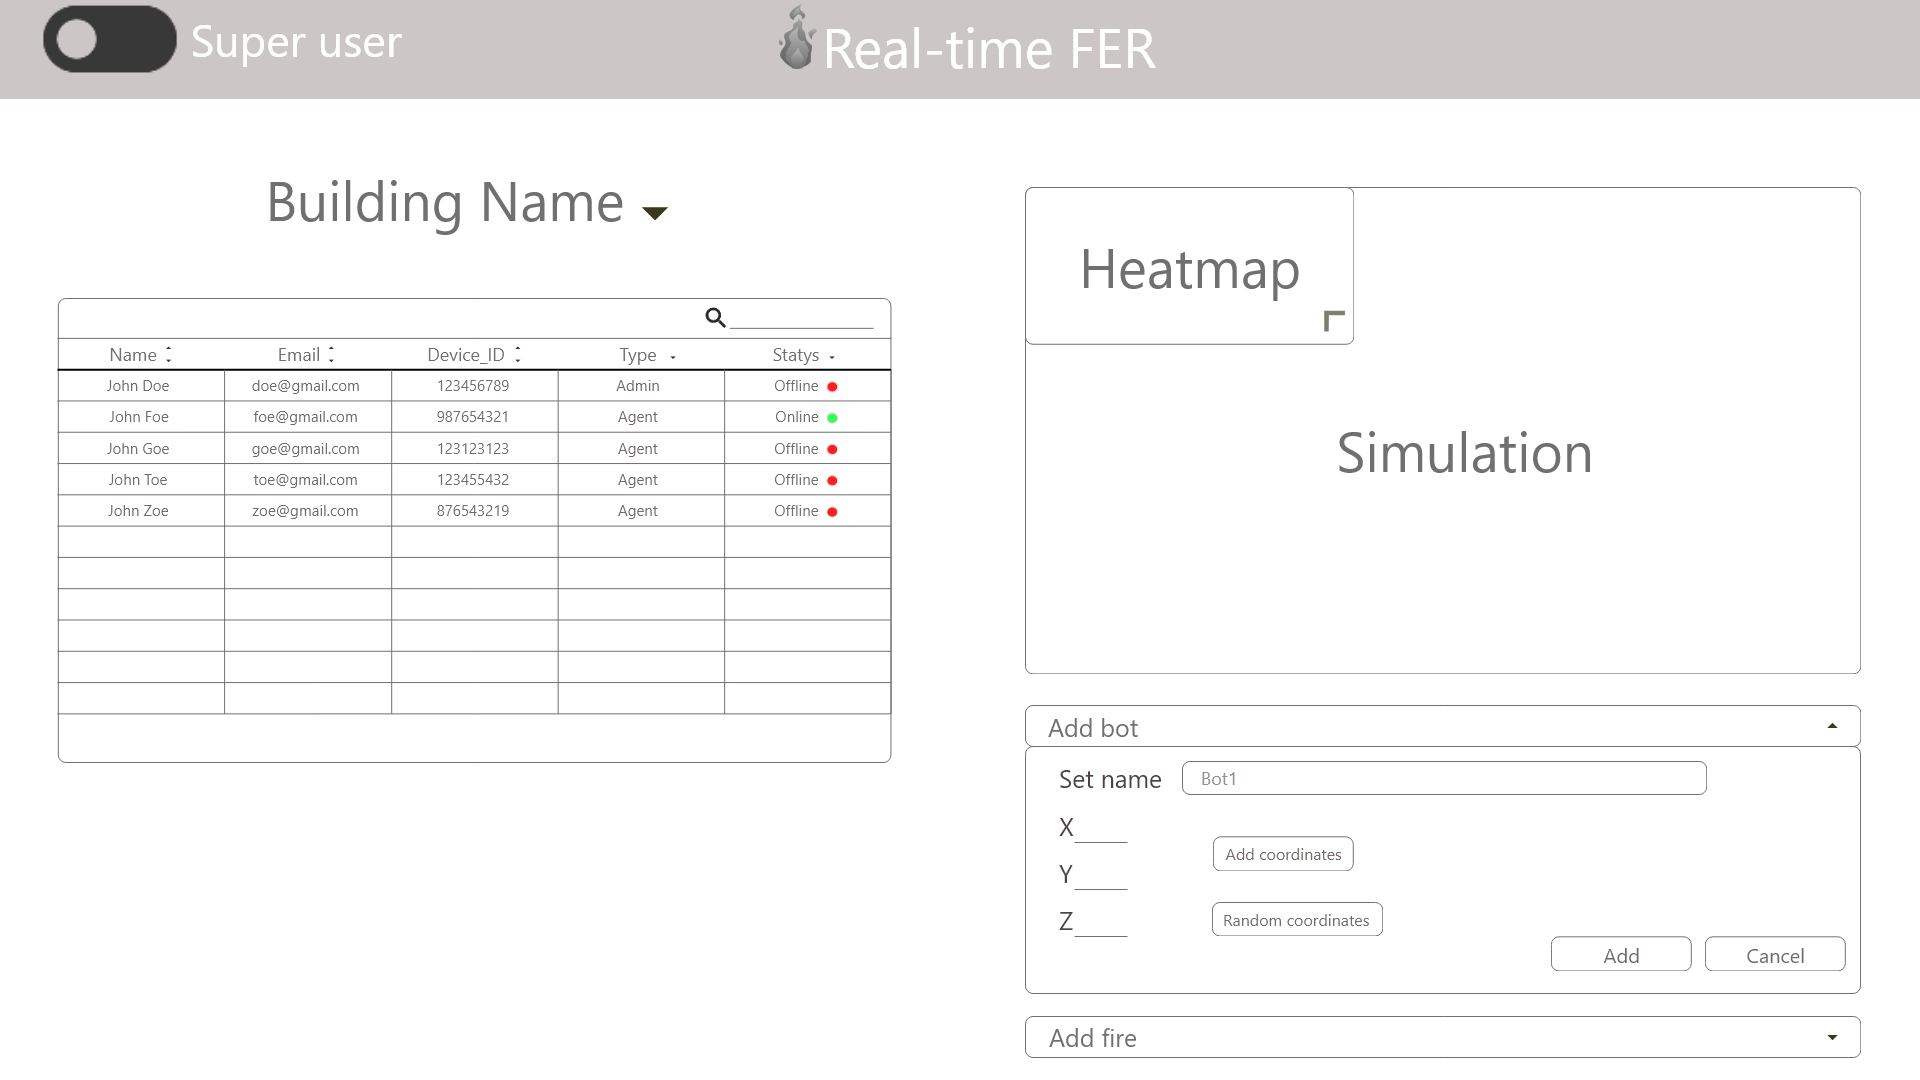 Super user
Real-time FER
Building Name
Name Email Device_ID Type Statys
John Doe doe@gmail.com 123456789 Admin Offline
John Foe foe@gmail.com 987654321 Agent Online
John Goe goe@gmail.com 123123123 Agent Offline
John Toe toe@gmail.com 123455432 Agent Offline
John Zoe zoe@gmail.com 876543219 Agent Offline
Heatmap
Simulation
Add bot
Set name Bot1
X
Add coordinates
Y
Z
Random coordinates
Add Cancel
Add fire